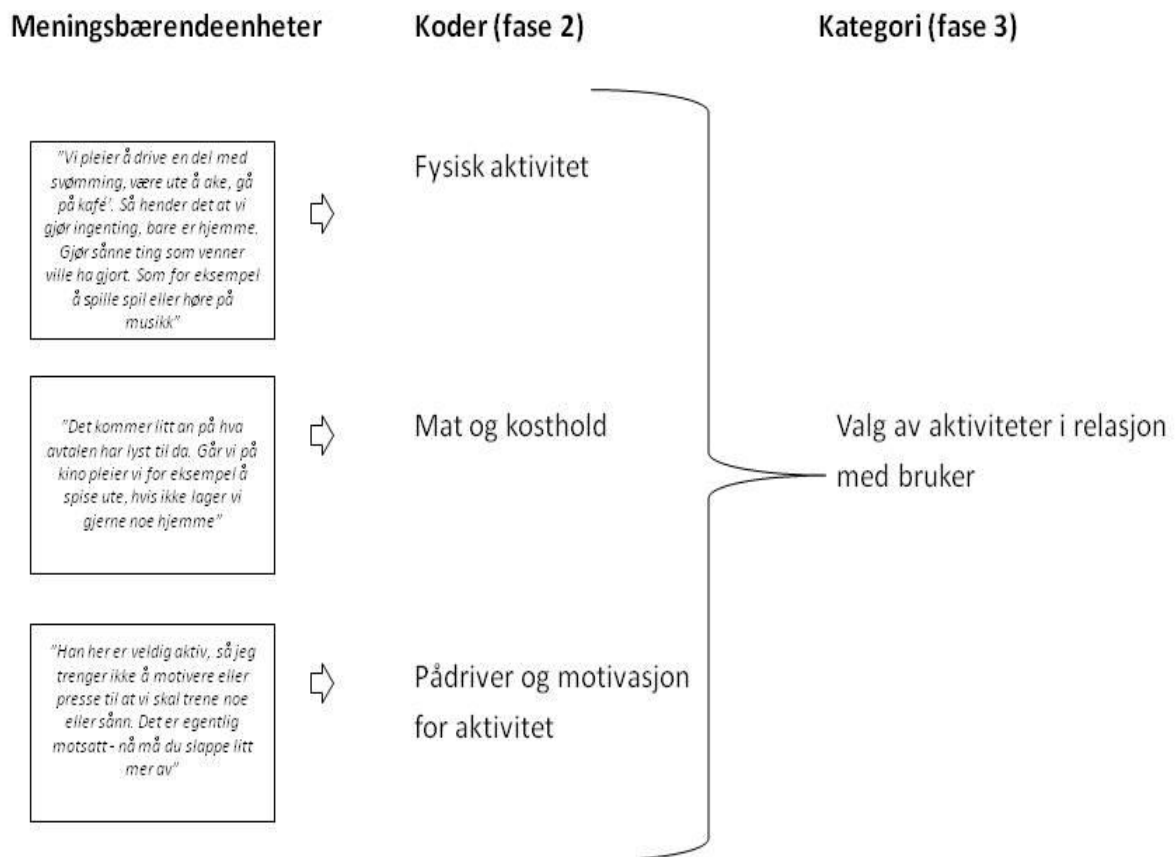 Meningsbærendeenheter Koder (fase 2) Kategori (fase 3)
"Vi pleier å drive en del med
svømming, være ute å ake, gå
på kafé'. Så hender det at vi
gjør ingenting, bare er hjemme.
Gjør sånne ting som venner
ville ha gjort. Som for eksempel
å spille spil eller høre på
musikk"
Fysisk aktivitet
"Det kommer litt an på hva
avtalen har lyst til da. Går vi på
kino pleier vi for eksempel å
spise ute, hvis ikke lager vi
gjerne noe hjemme"
Mat og kosthold
Valg av aktiviteter i relasjon
med bruker
"Han her er veldig aktiv, så jeg
trenger ikke å motivere eller
presse til at vi skal trene noe
eller sånn. Det er egentlig
motsatt - nå må du slappe litt
mer av"
Pådriver og motivasjon
for aktivitet